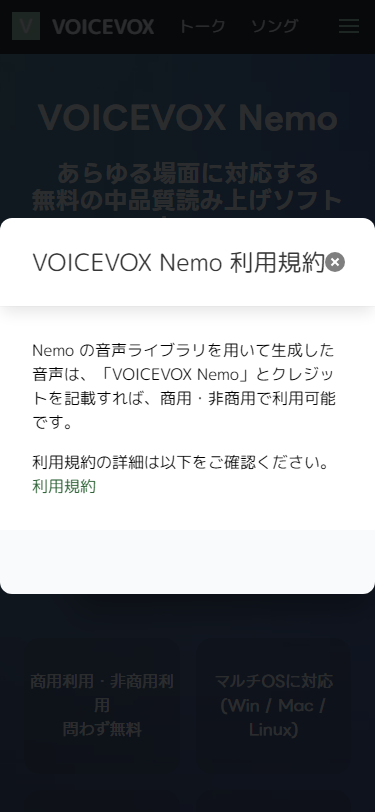 V VOICEVOX トーク ソング
VOICEVOX Nemo
あらゆる場面に対応する
無料の中品質読み上げソフト
VOICEVOX Nemo 利用規約
Nemo の音声ライブラリを用いて生成した
音声は、「VOICEVOX Nemo」とクレジッ
トを記載すれば、商用・非商用で利用可能
です。
利用規約の詳細は以下をご確認ください。
利用規約
商用利用・非商用利
用
問わず無料
マルチOSに対応
(Win / Mac /
Linux)